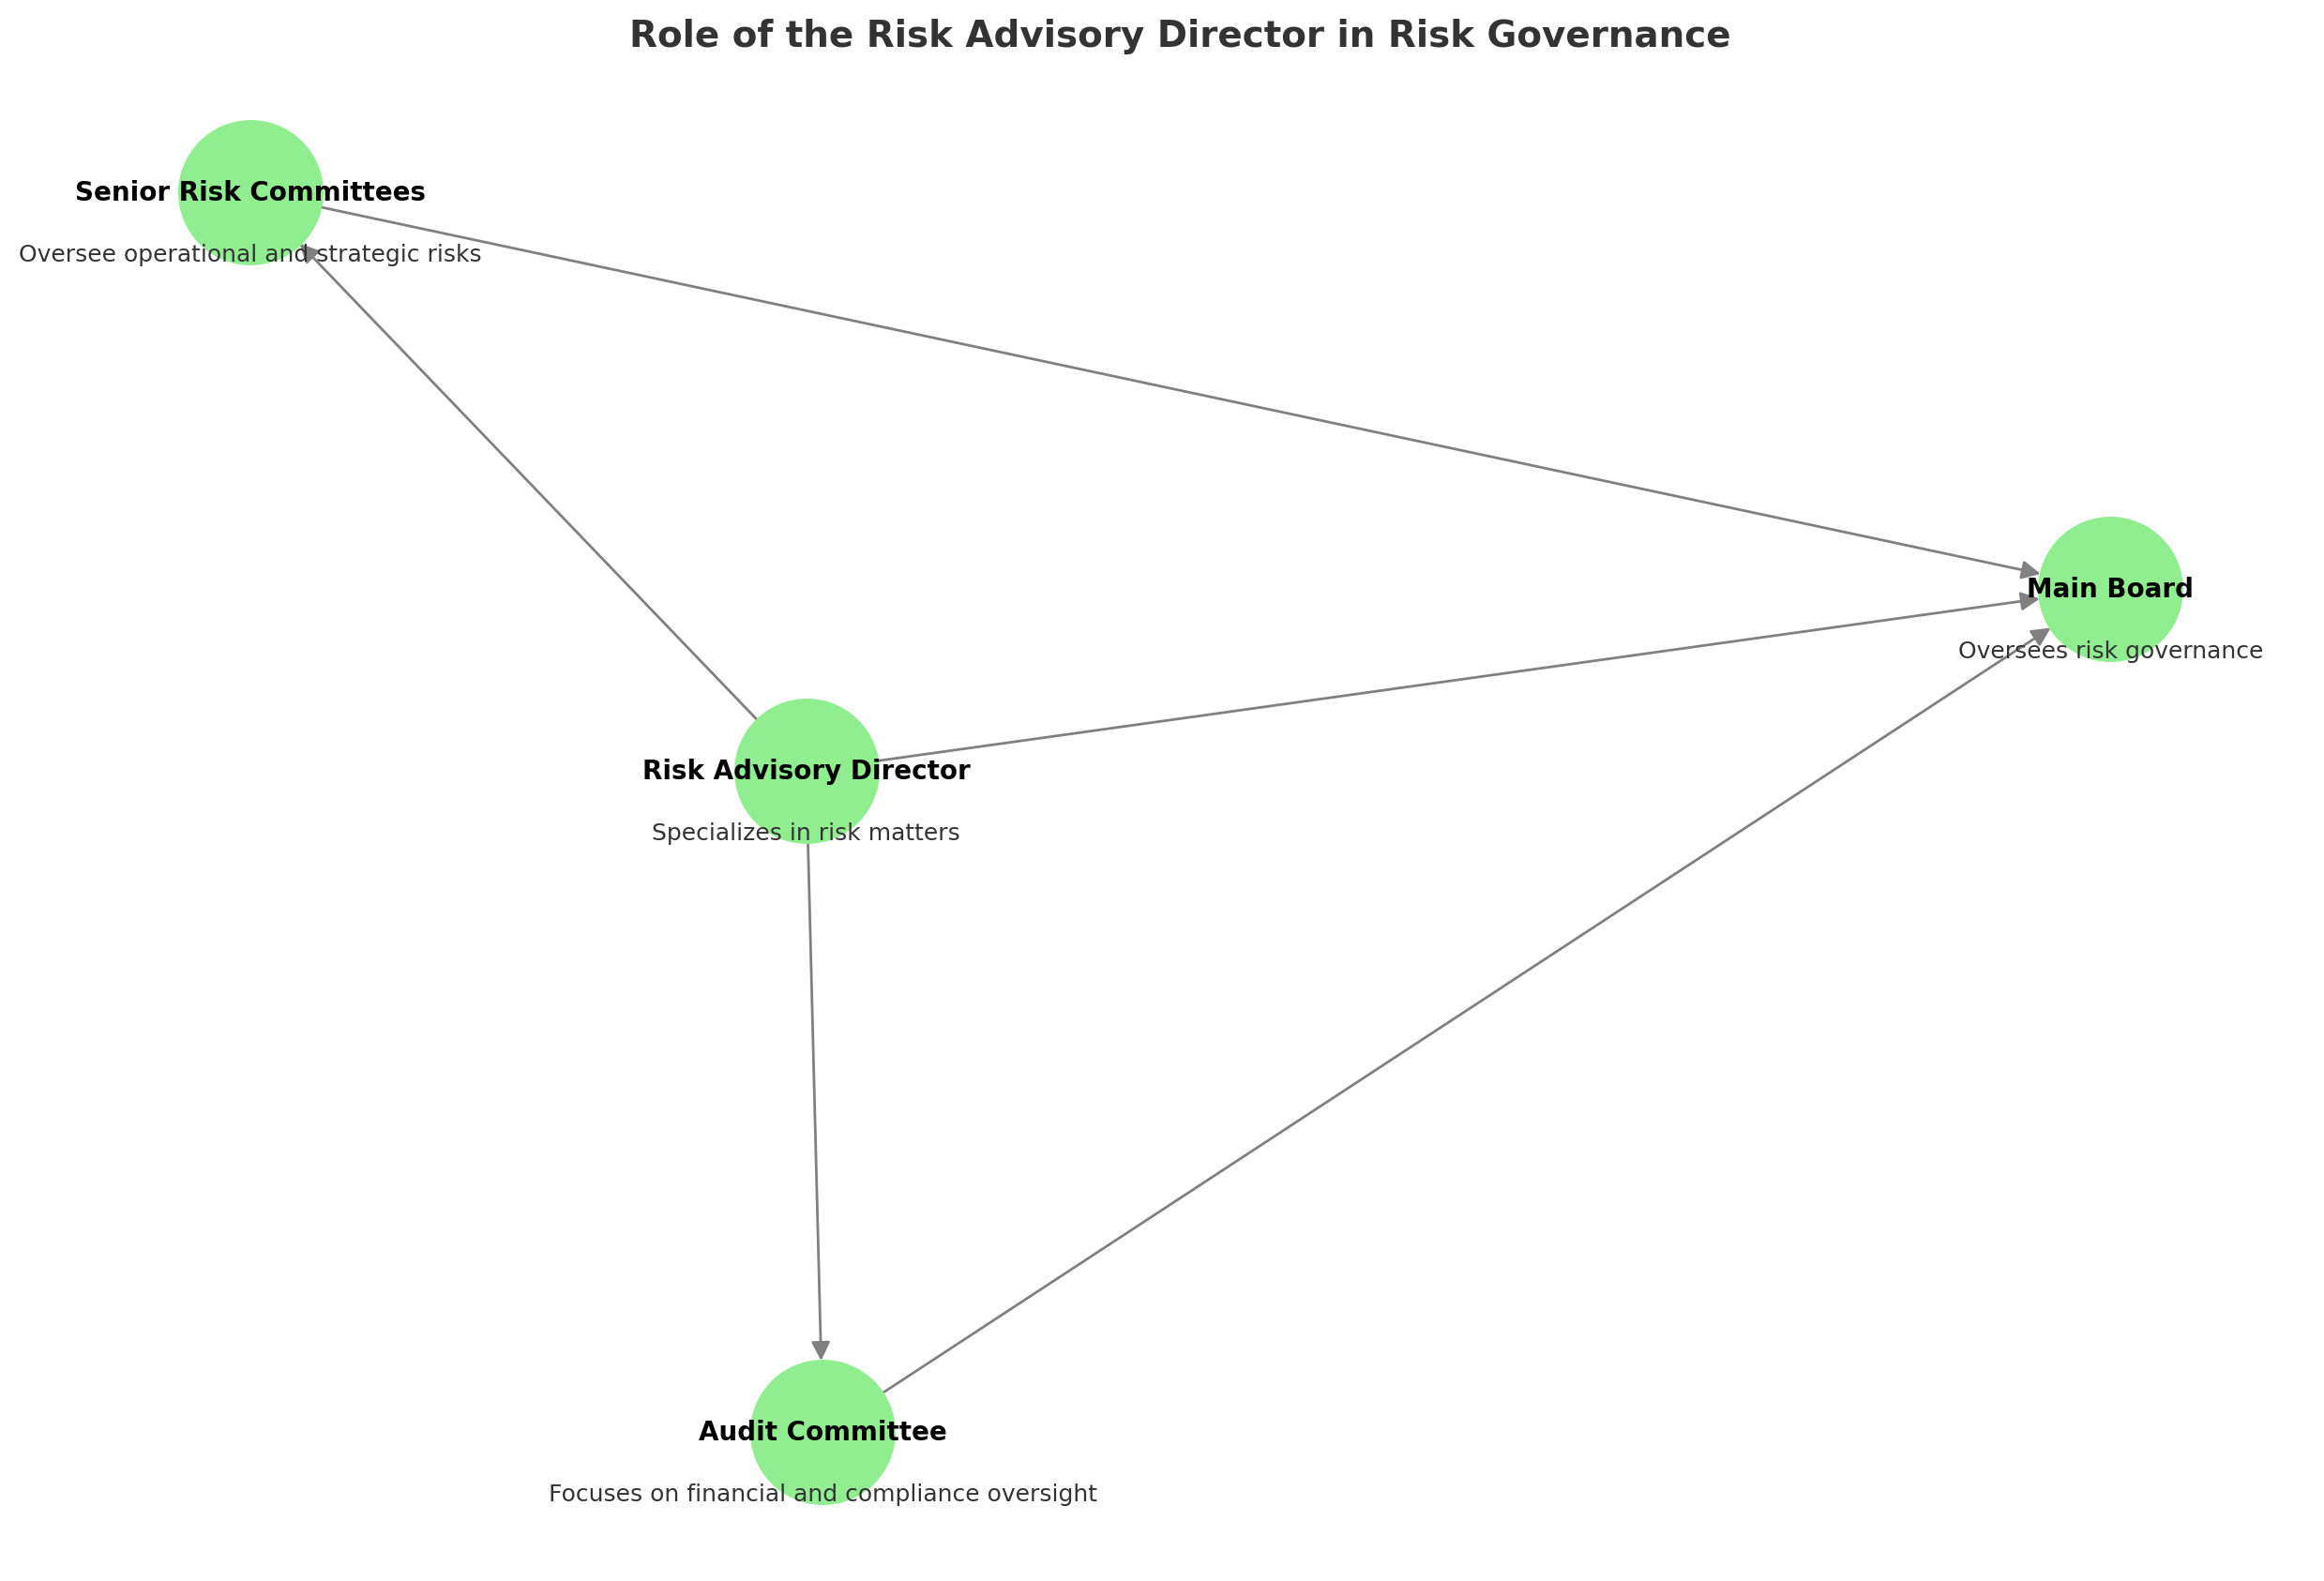 Role of the Risk Advisory Director in Risk Governance
Senior Risk Committees
Oversee operational and strategic risks
Main Board
Oversees risk governance
Risk Advisory Director
Specializes in risk matters
Audit Committee
Focuses on financial and compliance oversight